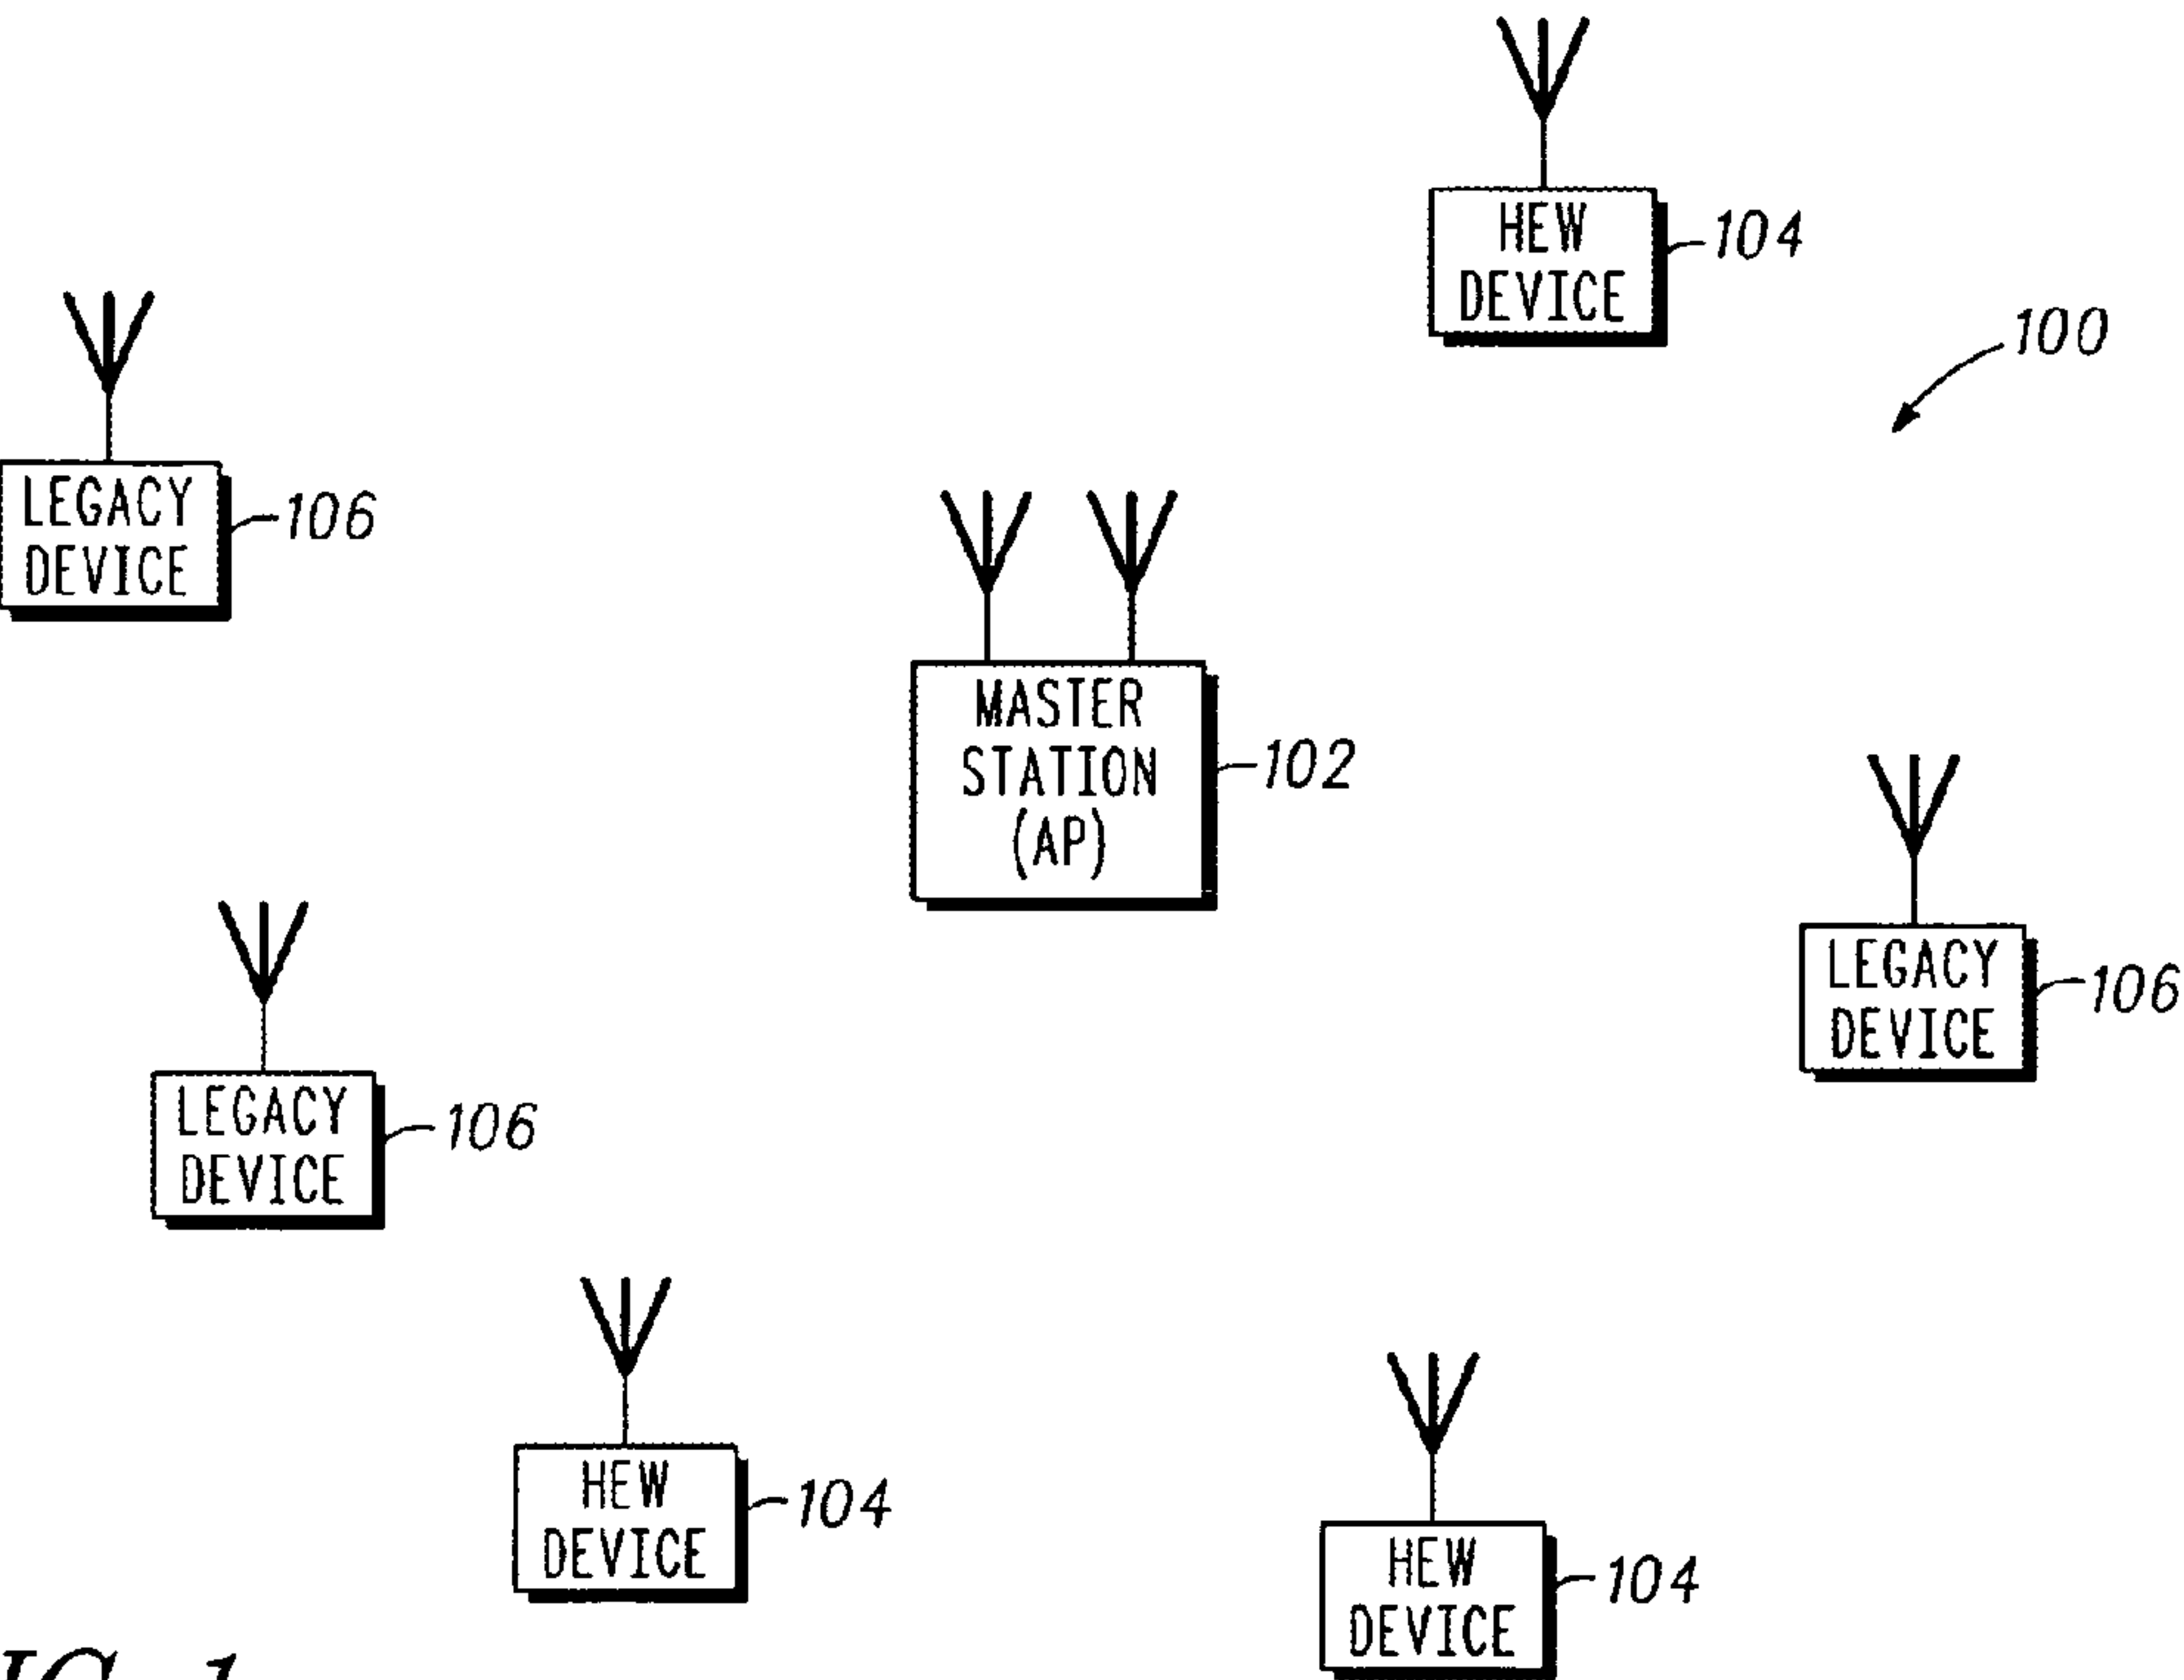 HEW
DEVICE
104
100
LEGACY
DEVICE
106
MASTER
STATION
(AP)
102
LEGACY
DEVICE
106
LEGACY
DEVICE
106
HEW
DEVICE
104
HEW
DEVICE
104